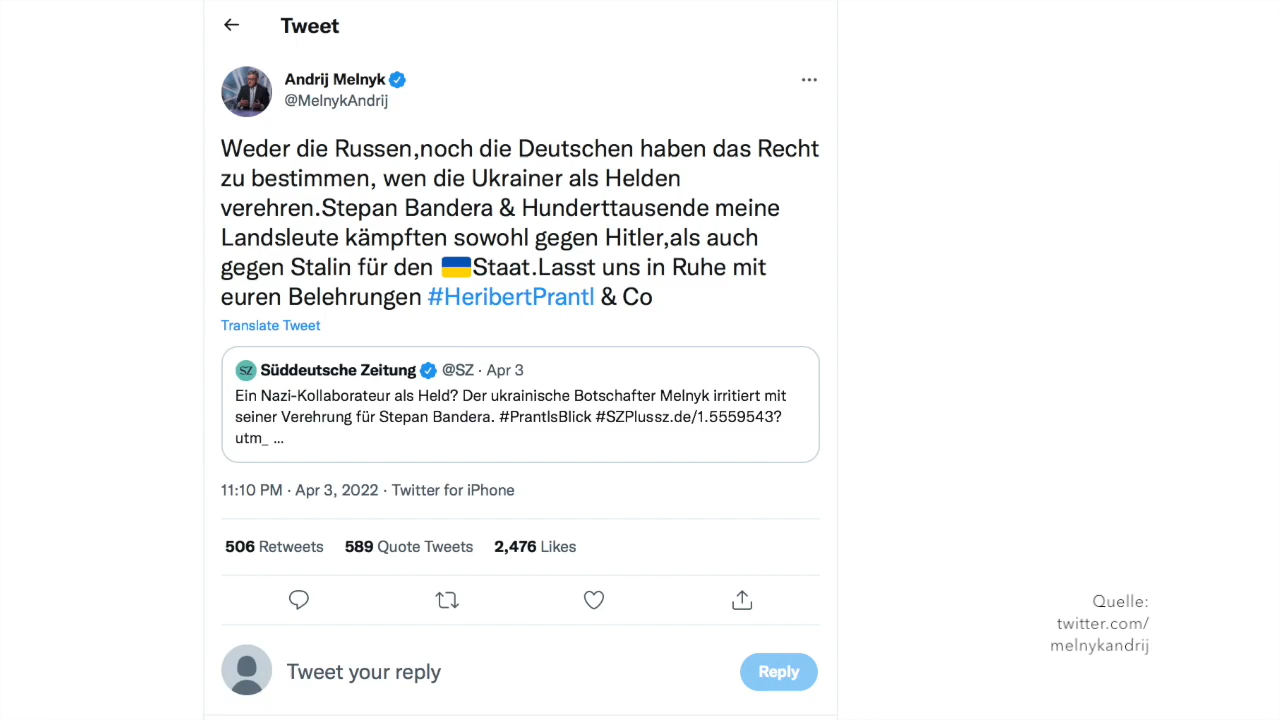 Tweet
Andrij Melnyk
@MelnykAndrij
Weder die Russen,noch die Deutschen haben das Recht
zu bestimmen, wen die Ukrainer als Helden
verehren.Stepan Bandera & Hunderttausende meine
Landsleute kämpften sowohl gegen Hitler,als auch
gegen Stalin für den 🇺🇦Staat.Lasst uns in Ruhe mit
euren Belehrungen #HeribertPrantl & Co
Translate Tweet
SZ Süddeutsche Zeitung @SZ · Apr 3
Ein Nazi-Kollaborateur als Held? Der ukrainische Botschafter Melnyk irritiert mit
seiner Verehrung für Stepan Bandera. #PrantlsBlick #SZPlussz.de/1.5559543?
utm_ ...
11:10 PM · Apr 3, 2022 · Twitter for iPhone
506 Retweets 589 Quote Tweets 2,476 Likes
Tweet your reply
Reply
Quelle:
twitter.com/
melnykandrij